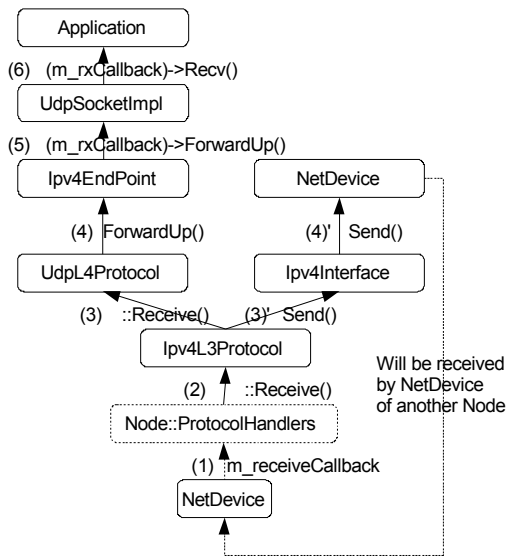 Application
(6) (m_rxCallback)->Recv()
UdpSocketImpl
(5) (m_rxCallback)->ForwardUp()
Ipv4EndPoint
NetDevice
(4) ForwardUp()
(4)' Send()
UdpL4Protocol
Ipv4Interface
(3) ::Receive()
(3)' Send()
Ipv4L3Protocol
Will be received
by NetDevice
of another Node
(2) ::Receive()
Node::ProtocolHandlers
(1) m_receiveCallback
NetDevice